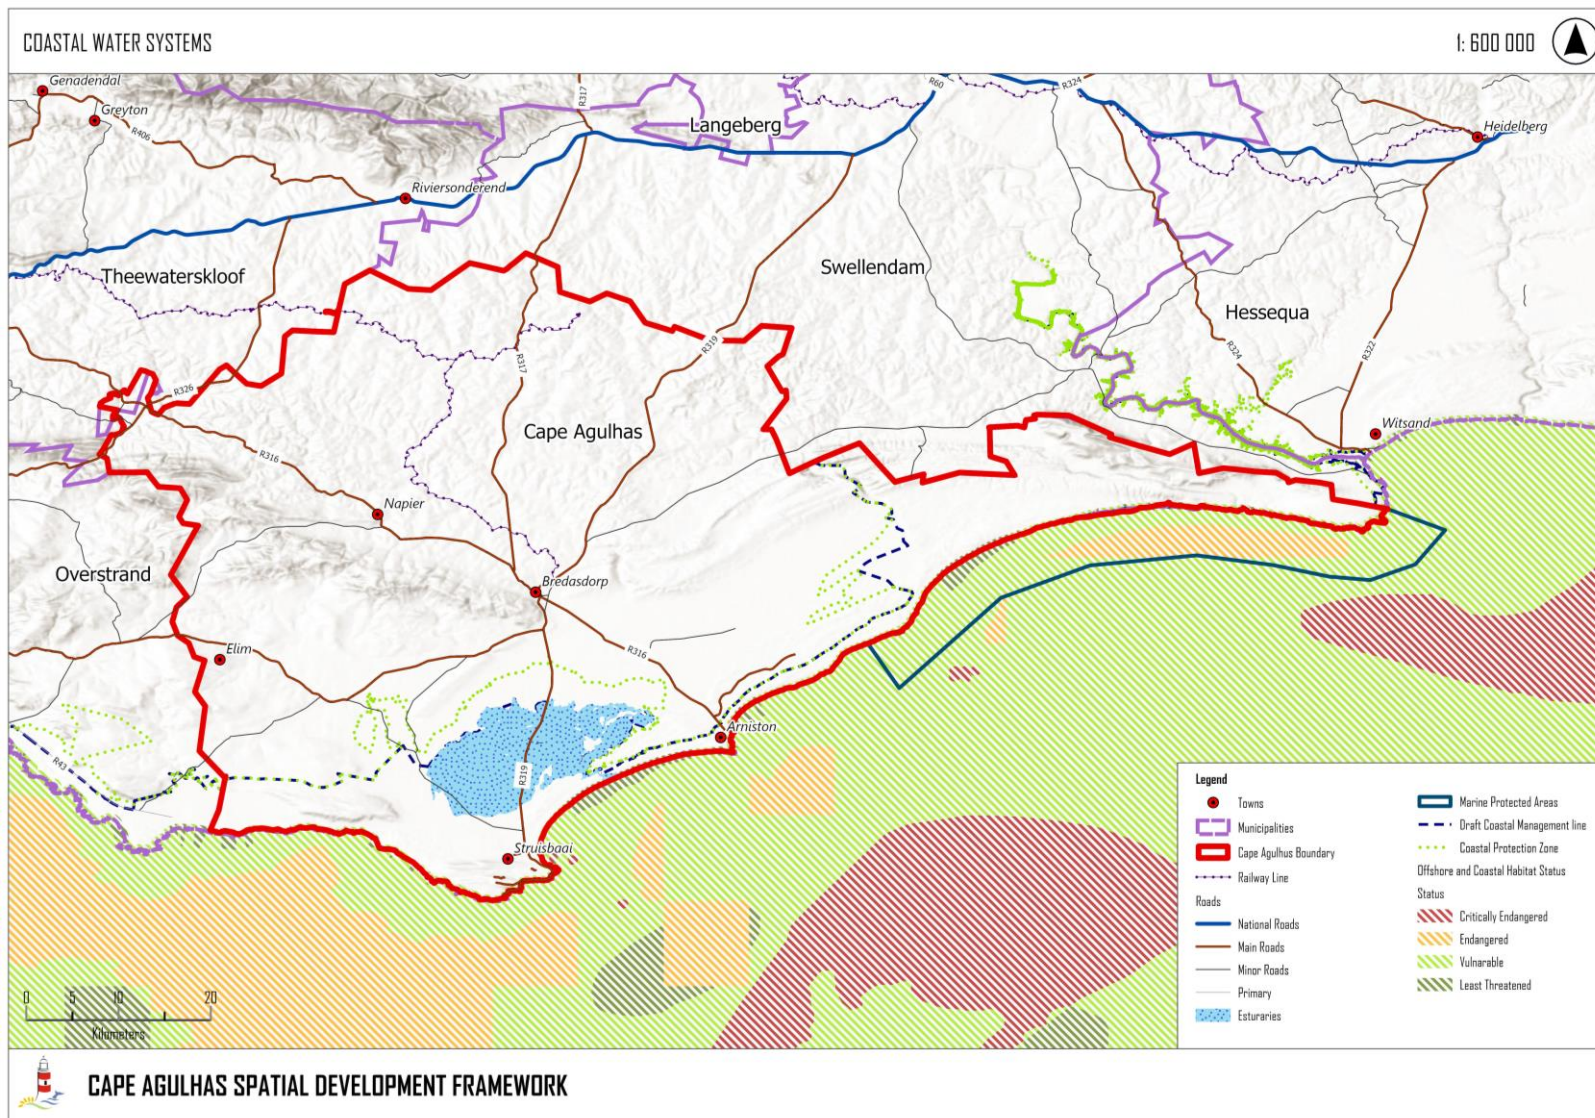 COASTAL WATER SYSTEMS
1: 600 000
Genadendal
Greyton
R406
R317
Langeberg
R60
R324
Heidelberg
Riviersonderend
Theewaterskloof
Swellendam
Hessequa
R317
R319
R324
R322
R326
Cape Agulhas
Witsand
R316
Napier
Overstrand
Bredasdorp
Elim
R316
Arniston
R43
R319
Struisbaai
0 5 10 20
Kilometers
Legend
Towns
Municipalities
Cape Agulhus Boundary
Railway Line
Roads
National Roads
Main Roads
Minor Roads
Primary
Esturaries
Marine Protected Areas
Draft Coastal Management line
Coastal Protection Zone
Offshore and Coastal Habitat Status
Status
Critically Endangered
Endangered
Vulnarable
Least Threatened
CAPE AGULHAS SPATIAL DEVELOPMENT FRAMEWORK